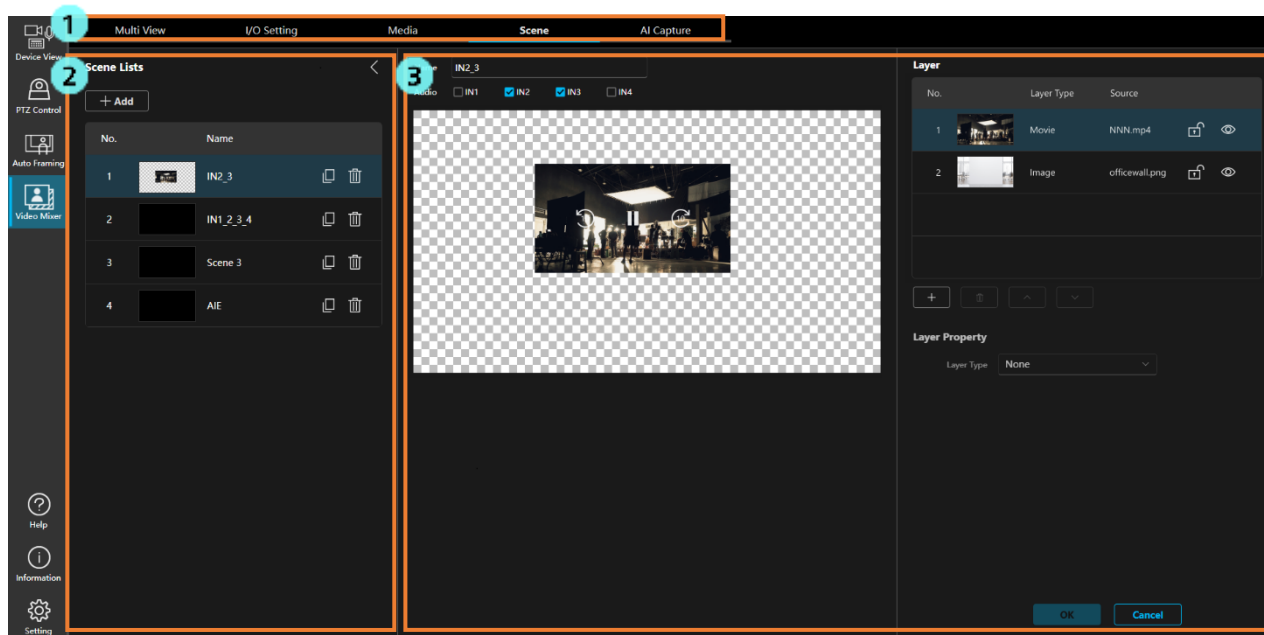 1
Multi View
I/O Setting
Media
Scene
AI Capture
Device View
PTZ Control
Auto Framing
Video Mixer
Help
Information
Setting
2
Scene Lists
+ Add
No. Name
1 IN2_3
2 IN1_2_3_4
3 Scene 3
4 AIE
3
IN2_3
IN1 IN2 IN3 IN4
Layer
No. Layer Type Source
1 Movie NNN.mp4
2 Image officewall.png
Layer Property
Layer Type None
OK Cancel